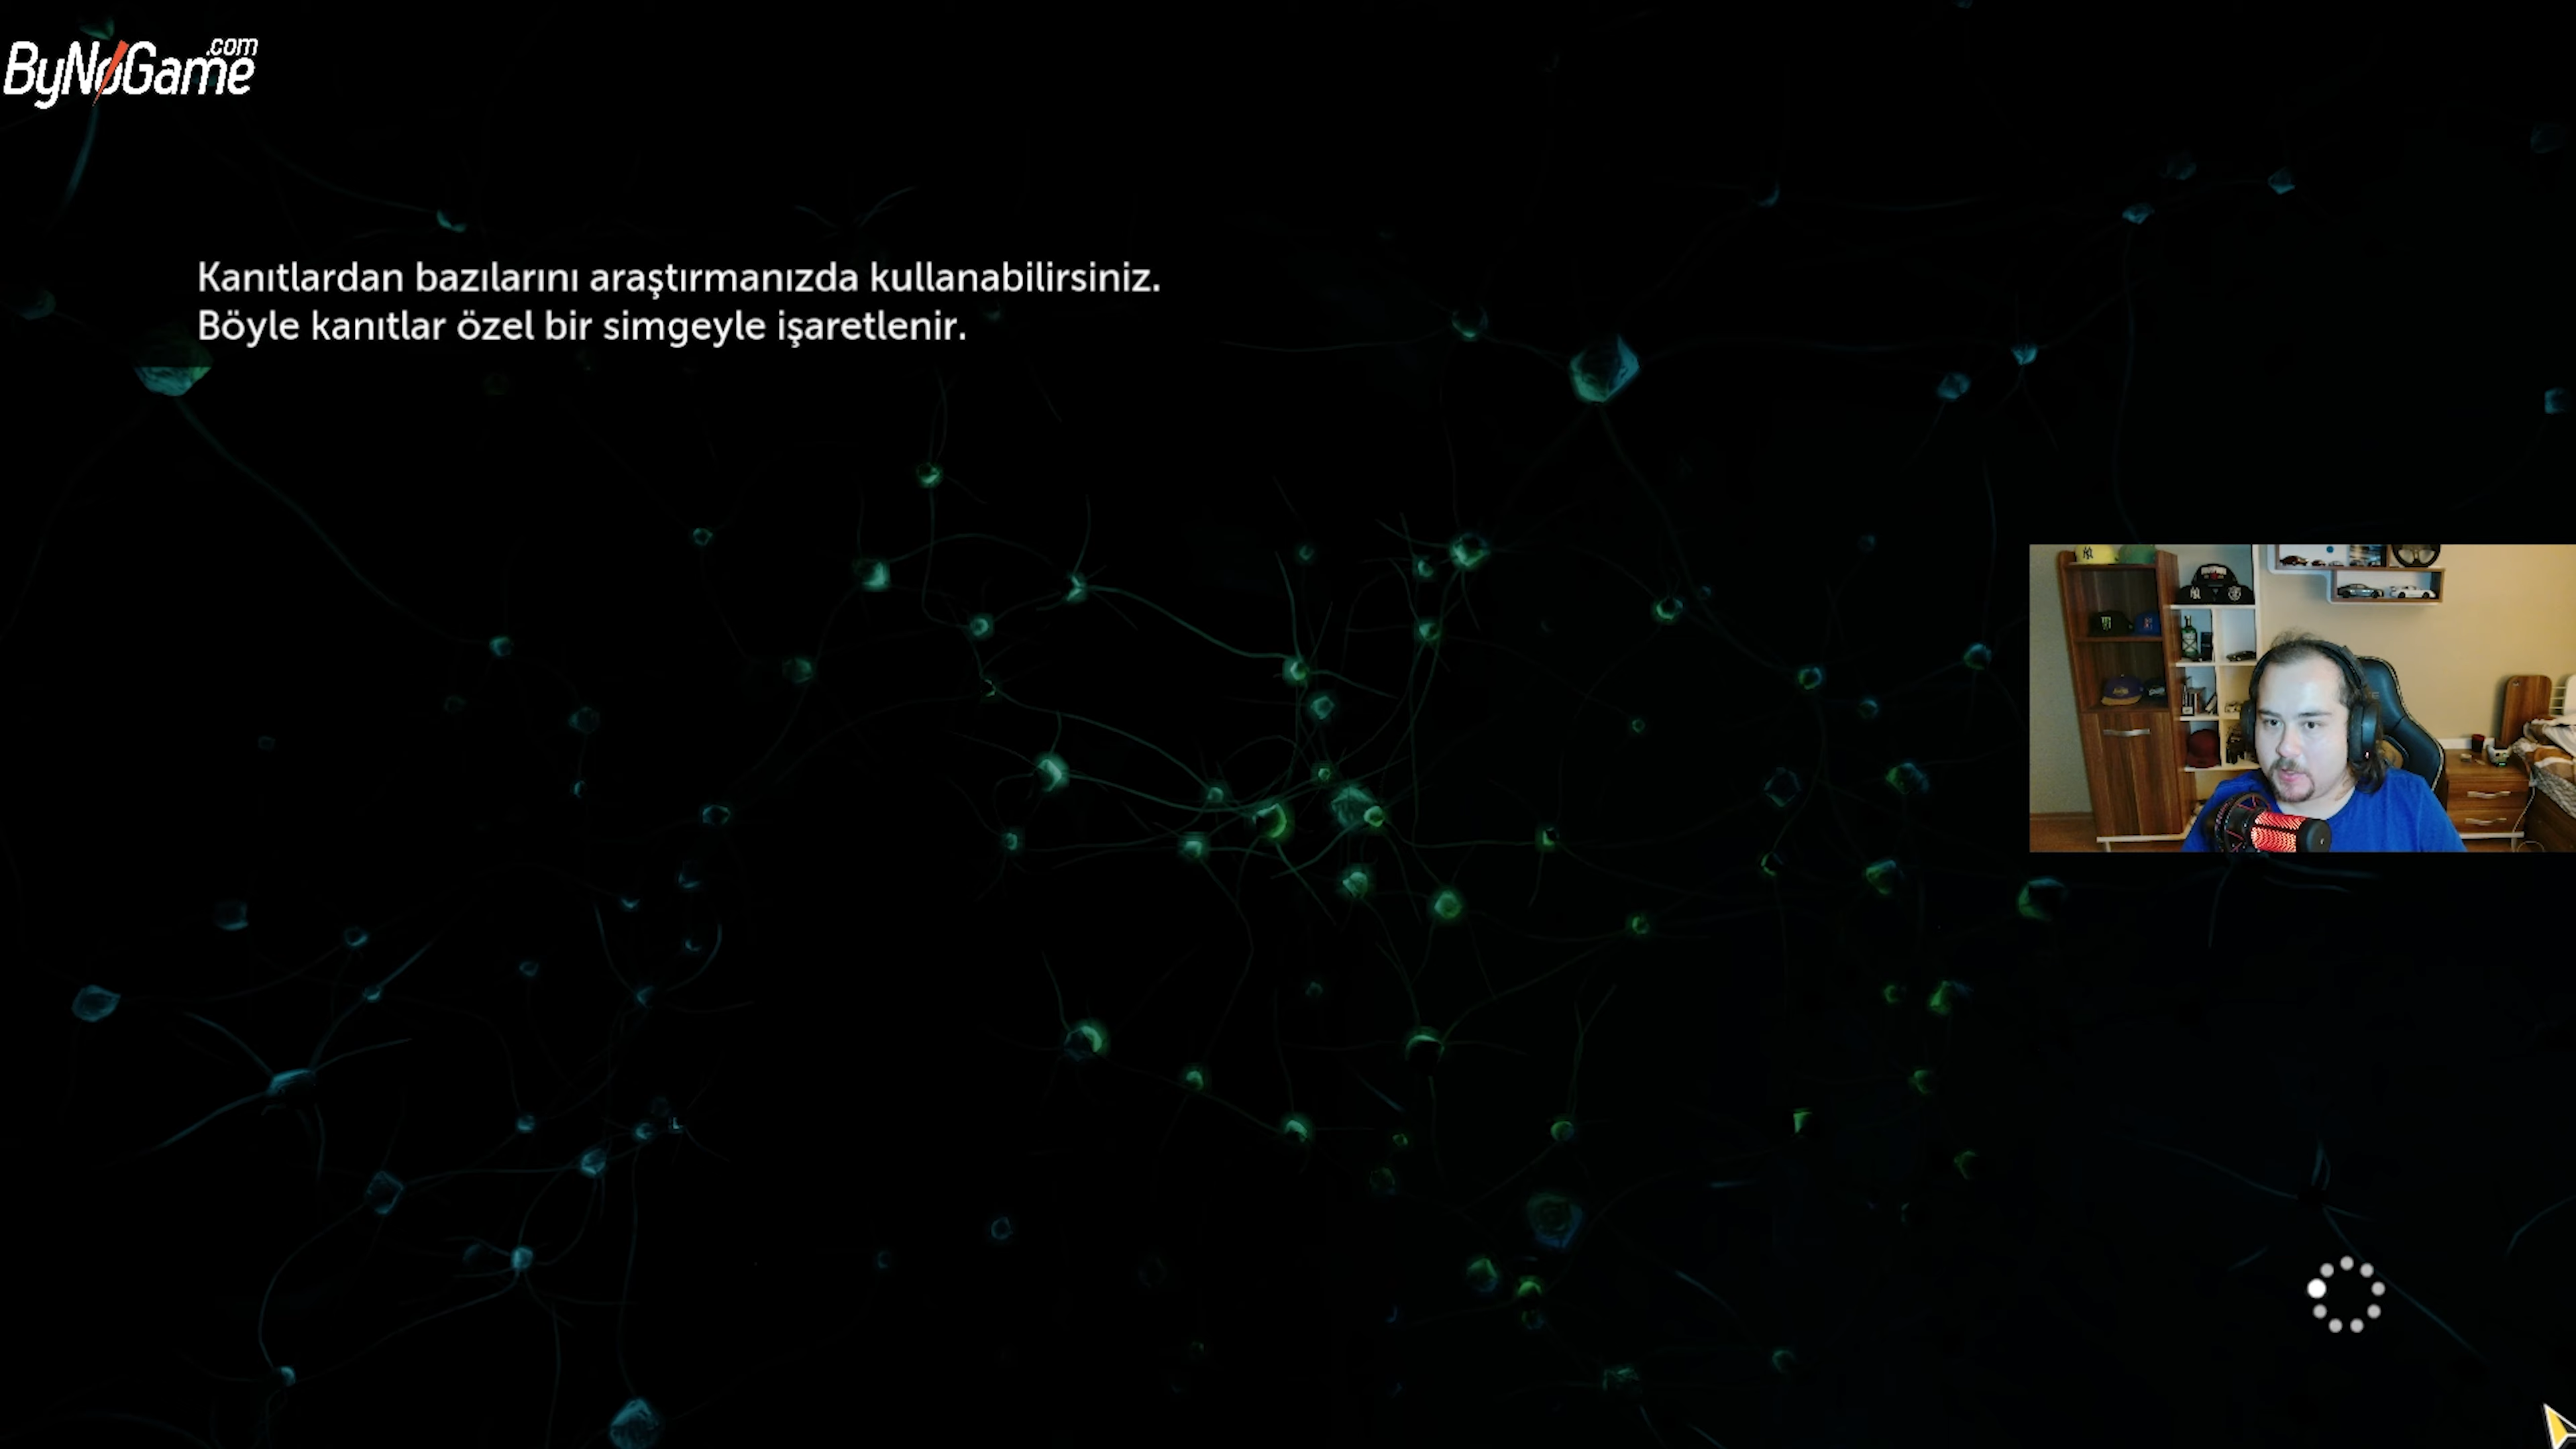 ByNoGame.com
Kanıtlardan bazılarını araştırmanızda kullanabilirsiniz.
Böyle kanıtlar özel bir simgeyle işaretlenir.